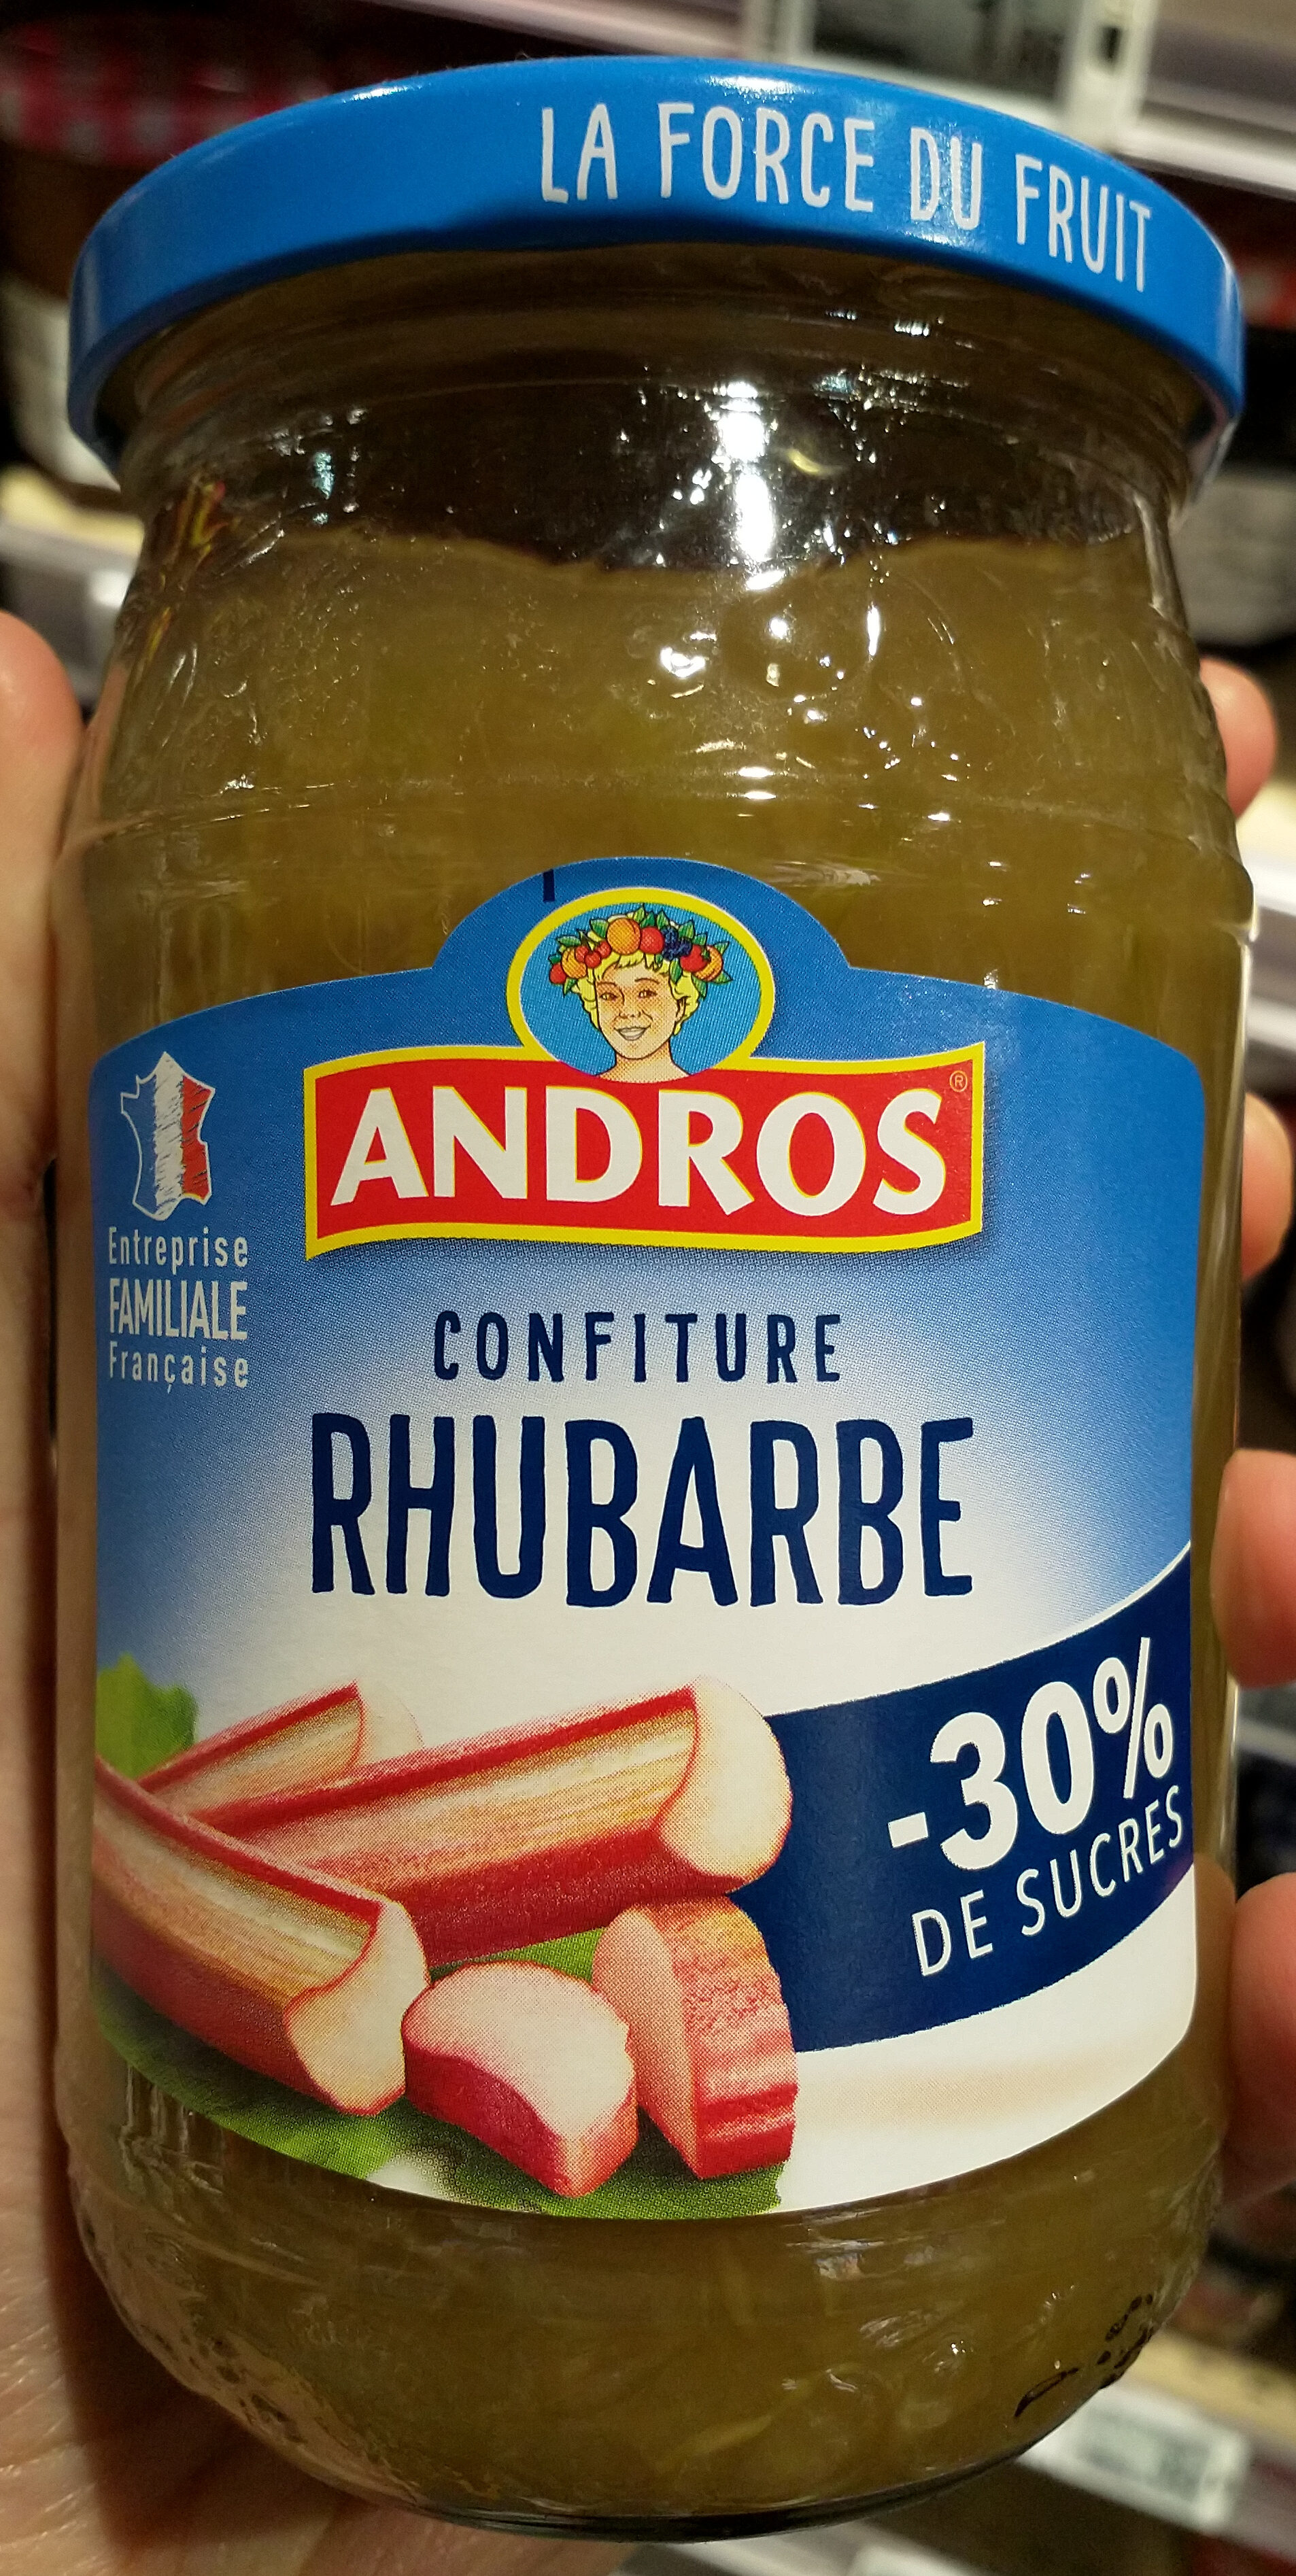 LA FORCE DU FRUIT
ANDROS®
Entreprise
FAMILIALE
Française
CONFITURE
RHUBARBE
-30%
DE SUCRES